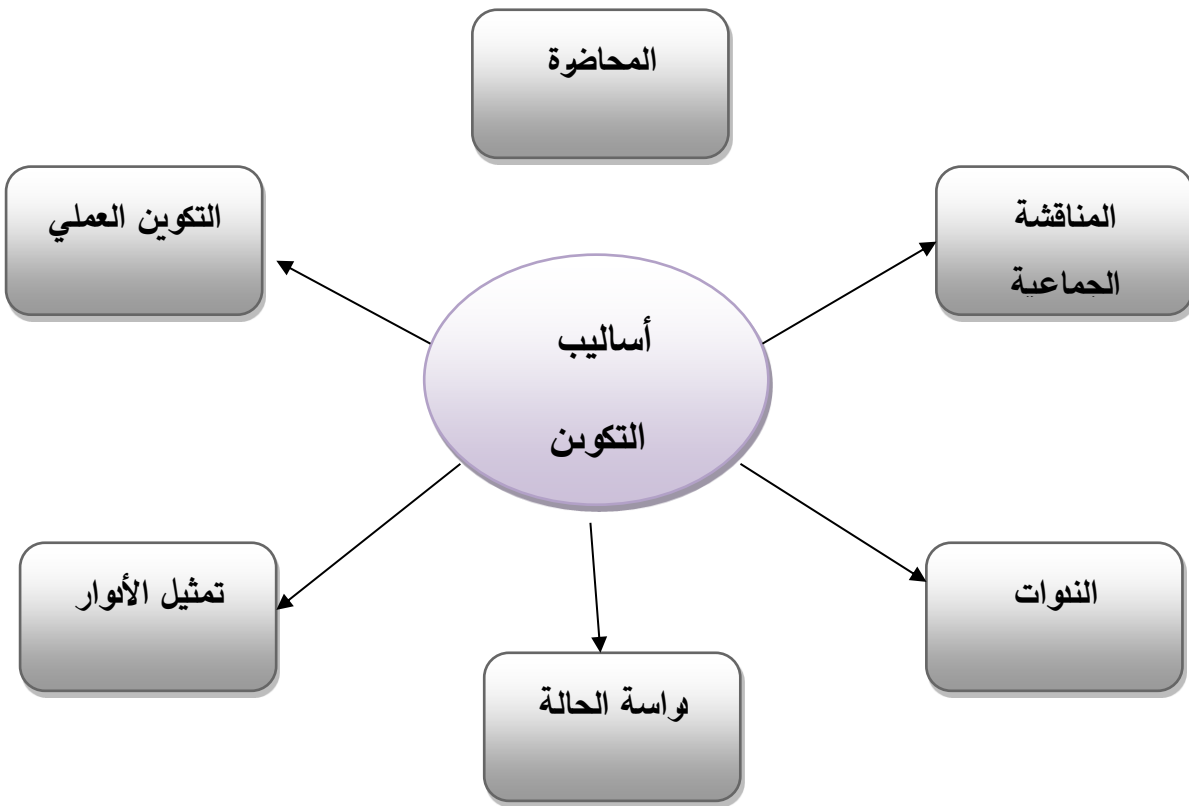 المحاضرة
المناقشة
الجماعية
التكوين العملي
أساليب
التكوين
الندوات
تمثيل الأدوار
دراسة الحالة